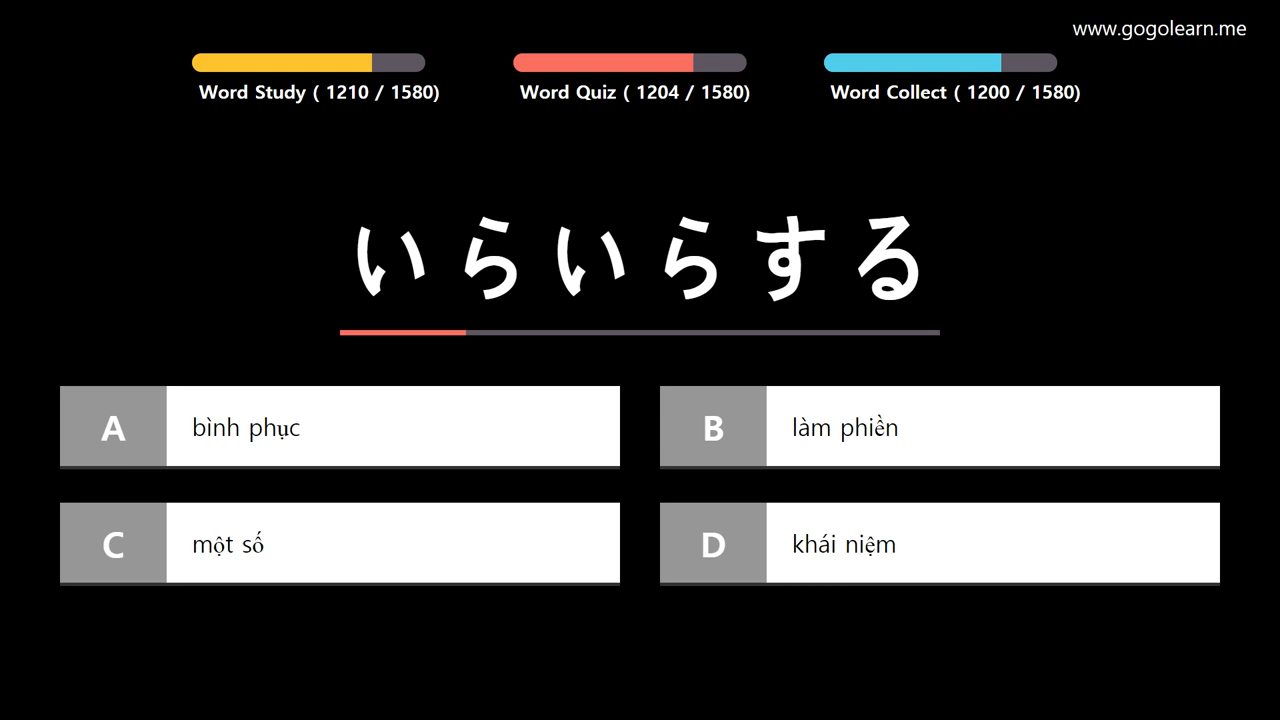 www.gogolearn.me
Word Study ( 1210 / 1580)
Word Quiz ( 1204 / 1580)
Word Collect ( 1200 / 1580)
いらいらする
A bình phục
B làm phiền
C một số
D khái niệm